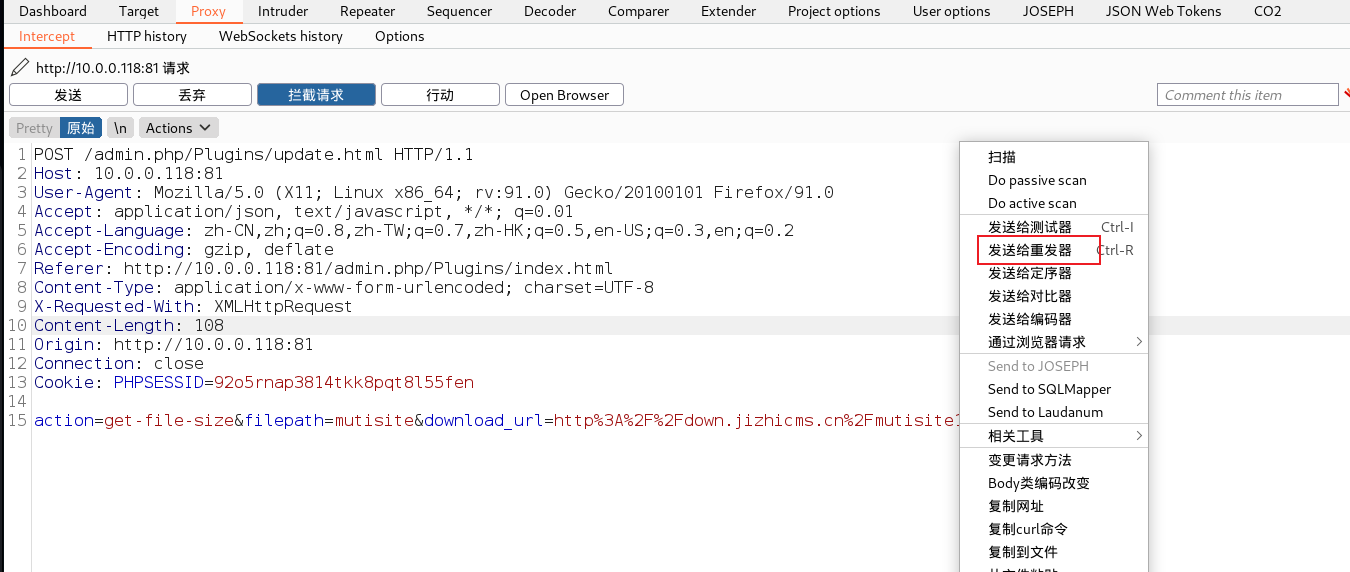 Dashboard Target Proxy Intruder Repeater Sequencer Decoder Comparer Extender Project options User options JOSEPH JSON Web Tokens CO2
Intercept HTTP history WebSockets history Options
http://10.0.0.118:81 请求
发送 丢弃 拦截请求 行动 Open Browser Comment this item
Pretty 原始 \n Actions
1 POST /admin.php/Plugins/update.html HTTP/1.1
2 Host: 10.0.0.118:81
3 User-Agent: Mozilla/5.0 (X11; Linux x86_64; rv:91.0) Gecko/20100101 Firefox/91.0
4 Accept: application/json, text/javascript, */*; q=0.01
5 Accept-Language: zh-CN,zh;q=0.8,zh-TW;q=0.7,zh-HK;q=0.5,en-US;q=0.3,en;q=0.2
6 Accept-Encoding: gzip, deflate
7 Referer: http://10.0.0.118:81/admin.php/Plugins/index.html
8 Content-Type: application/x-www-form-urlencoded; charset=UTF-8
9 X-Requested-With: XMLHttpRequest
10 Content-Length: 108
11 Origin: http://10.0.0.118:81
12 Connection: close
13 Cookie: PHPSESSID=92o5rnap3814tkk8pqt8l55fen
14
15 action=get-file-size&filepath=mutisite&download_url=http%3A%2F%2Fdown.jizhicms.cn%2Fmutisite
扫描
Do passive scan
Do active scan
发送给测试器 Ctrl-I
发送给重发器 Ctrl-R
发送给定序器
发送给对比器
发送给编码器
通过浏览器请求
Send to JOSEPH
Send to SQLMapper
Send to Laudanum
相关工具
变更请求方法
Body类编码改变
复制网址
复制curl命令
复制到文件